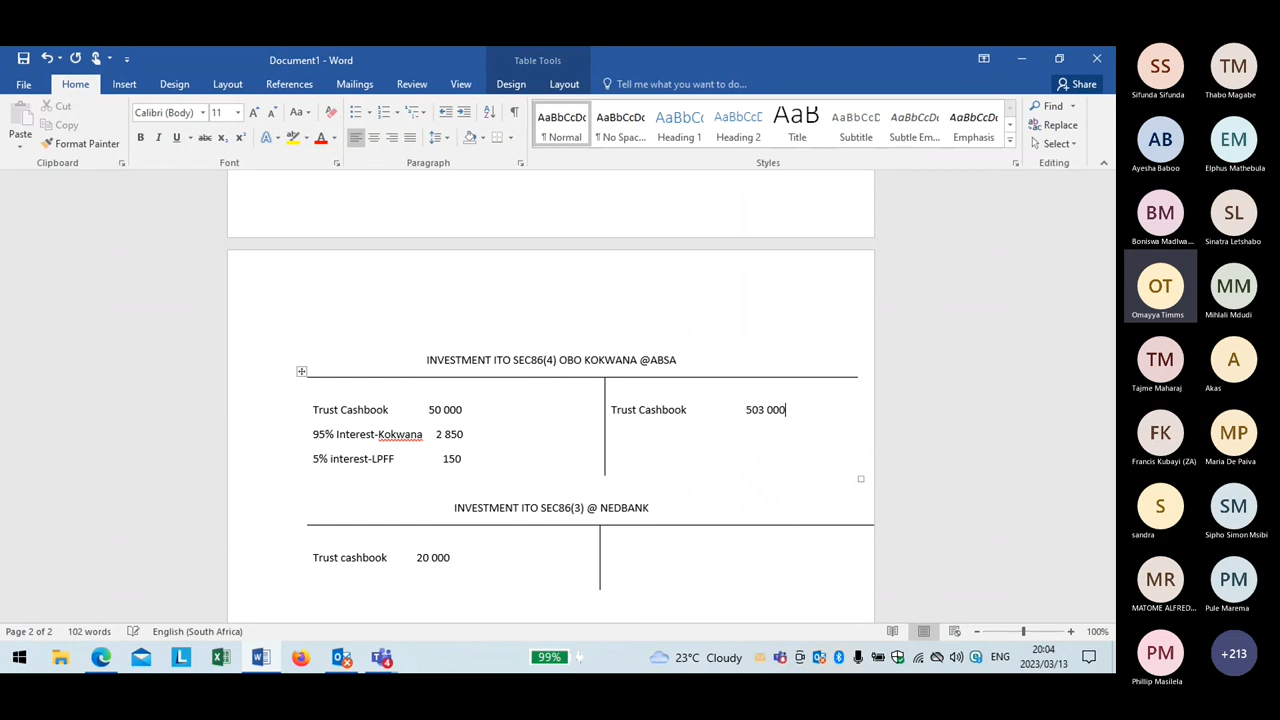 Document1 - Word
Table Tools
File Home Insert Design Layout References Mailings Review View Design Layout Tell me what you want to do... Share
Paste
Cut
Copy
Format Painter
Clipboard
Calibri (Body) 11
Font
Paragraph
AaBbCcDc AaBbCcDc AaBbCc AaBbCcD AaB AaBbCcD AaBbCcDc AaBbCcDc
¶ Normal ¶ No Spac... Heading 1 Heading 2 Title Subtitle Subtle Em... Emphasis
Styles
Find
Replace
Select
Editing
INVESTMENT ITO SEC86(4) OBO KOKWANA @ABSA
Trust Cashbook 50 000 Trust Cashbook 503 000
95% Interest-Kokwana 2 850
5% interest-LPFF 150
INVESTMENT ITO SEC86(3) @ NEDBANK
Trust cashbook 20 000
Page 2 of 2 102 words English (South Africa) 100%
99% 23°C Cloudy ENG 20:04
2023/03/13
SS TM
Sifunda Sifunda Thabo Magabe
AB EM
Ayesha Baboo Elphus Mathebula
BM SL
Boniswa Madlwa... Sinatra Letshabo
OT MM
Omayya Timms Mihlali Mdudi
TM A
Tajme Maharaj Akas
FK MP
Francis Kubayi (ZA) Maria De Paiva
S SM
sandra Sipho Simon Msibi
MR PM
MATOME ALFRED... Pule Marema
PM +213
Phillip Masilela